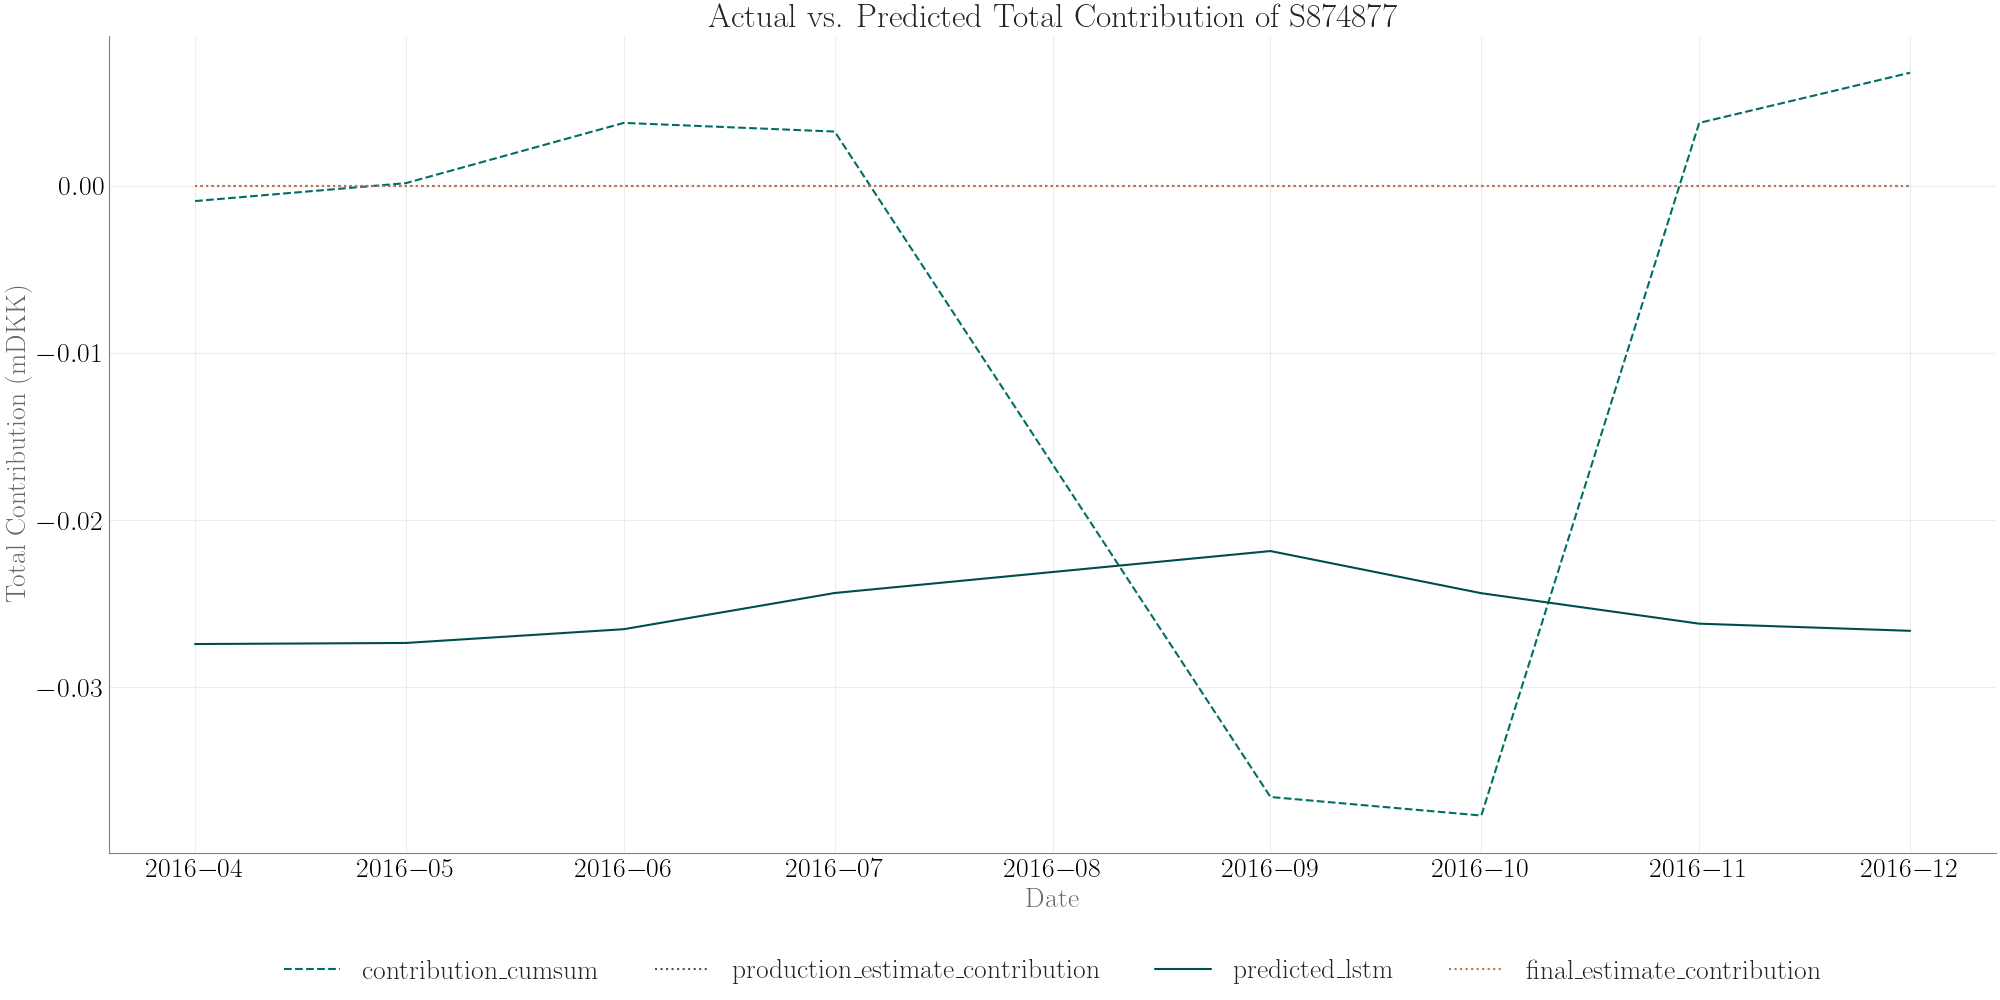 Actual vs. Predicted Total Contribution of S874877
Total Contribution (mDKK)
0.00
−0.01
−0.02
−0.03
2016−04 2016−05 2016−06 2016−07 2016−08 2016−09 2016−10 2016−11 2016−12
Date
contribution_cumsum production_estimate_contribution predicted_lstm final_estimate_contribution